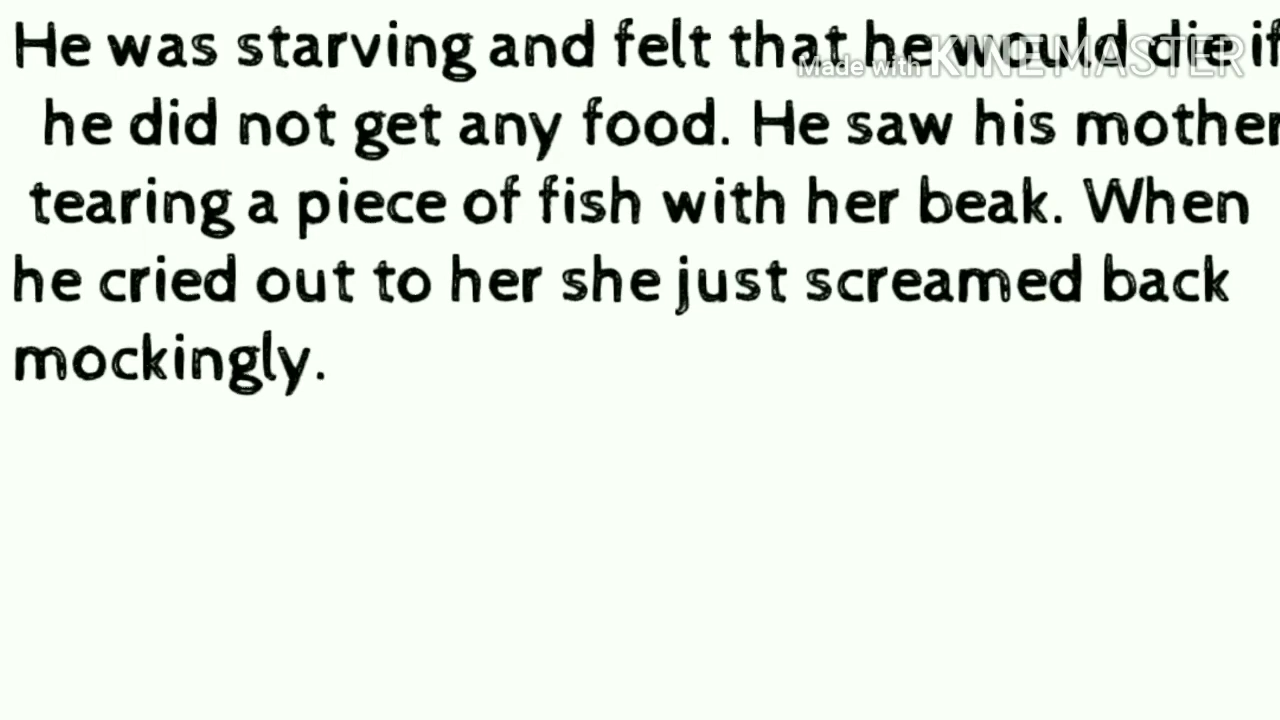 He was starving and felt that he would die if
he did not get any food. He saw his mother
tearing a piece of fish with her beak. When
he cried out to her she just screamed back
mockingly.
Made with KINEMASTER